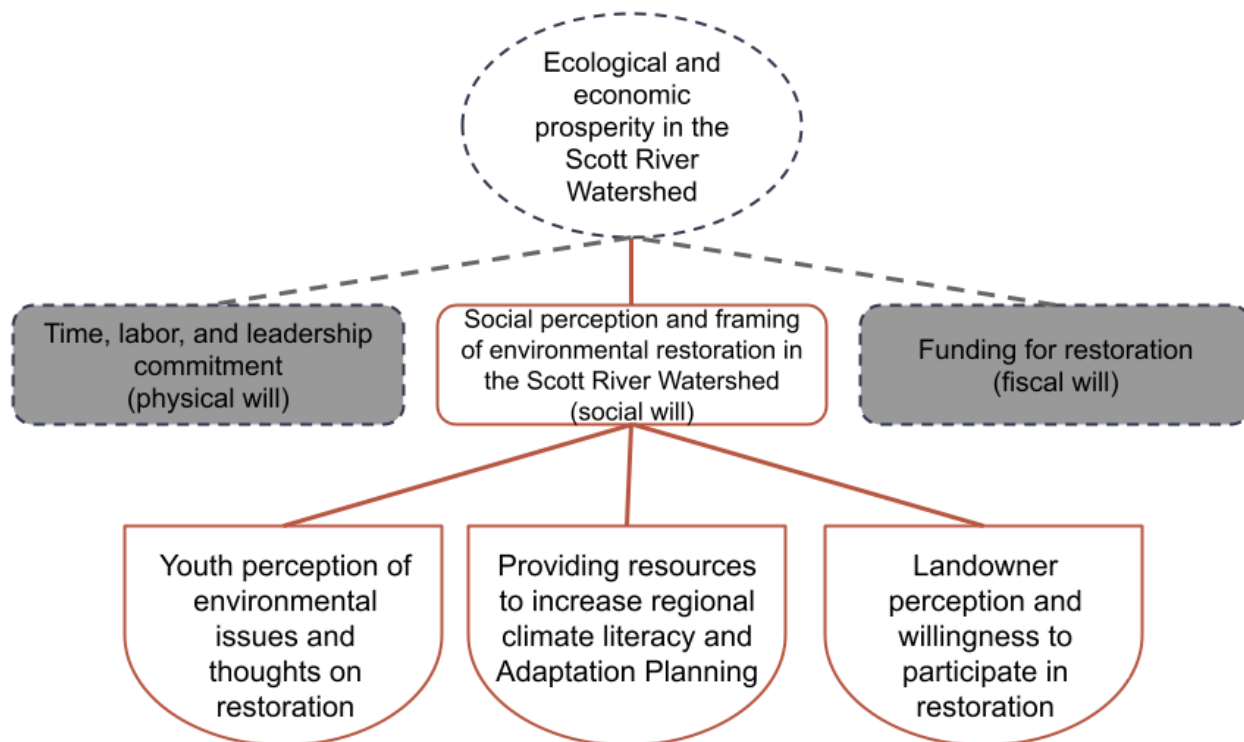 Ecological and
economic
prosperity in the
Scott River
Watershed
Time, labor, and leadership
commitment
(physical will)
Social perception and framing
of environmental restoration in
the Scott River Watershed
(social will)
Funding for restoration
(fiscal will)
Youth perception of
environmental
issues and
thoughts on
restoration
Providing resources
to increase regional
climate literacy and
Adaptation Planning
Landowner
perception and
willingness to
participate in
restoration